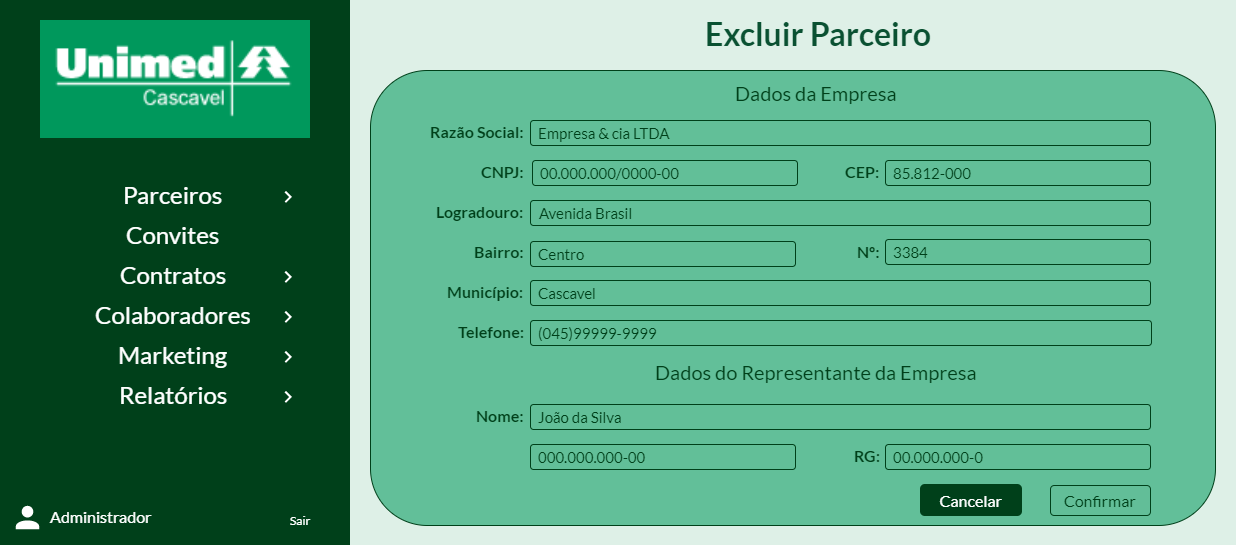 Unimed
Cascavel
Parceiros
Convites
Contratos
Colaboradores
Marketing
Relatórios
Administrador
Sair
Excluir Parceiro
Dados da Empresa
Razão Social: Empresa & cia LTDA
CNPJ: 00.000.000/0000-00 CEP: 85.812-000
Logradouro: Avenida Brasil
Bairro: Centro Nº: 3384
Município: Cascavel
Telefone: (045)99999-9999
Dados do Representante da Empresa
Nome: João da Silva
000.000.000-00 RG: 00.000.000-0
Cancelar Confirmar